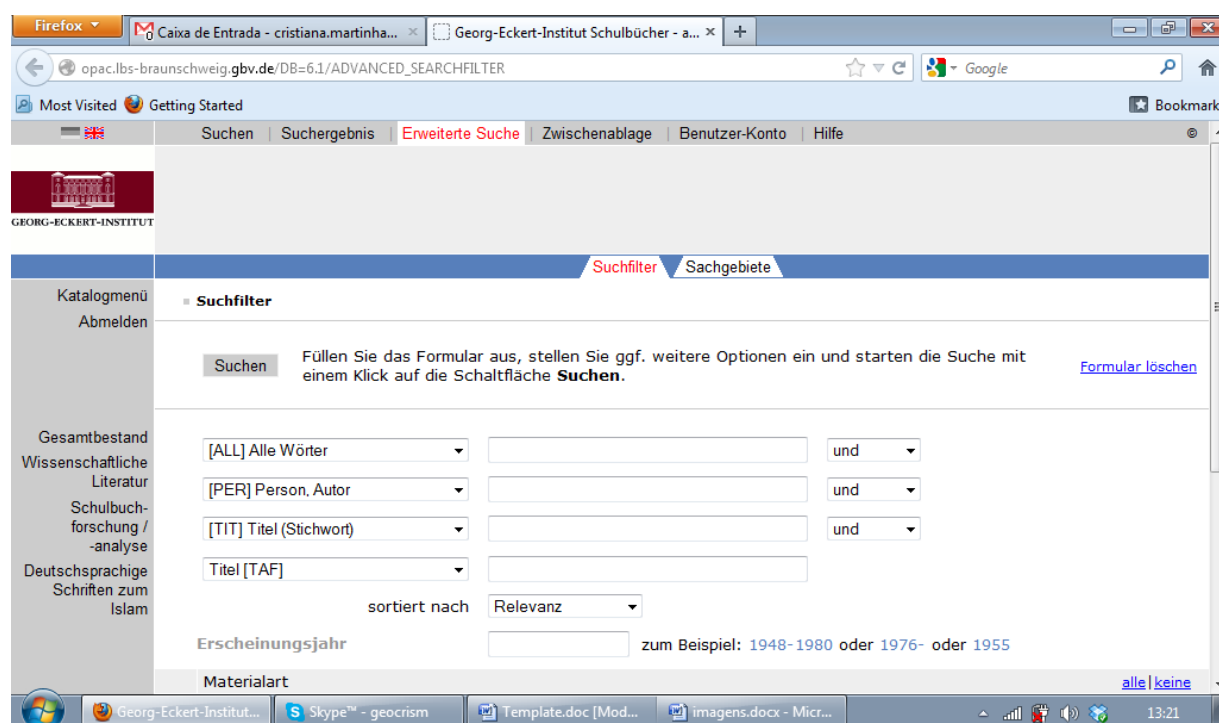 Firefox
Caixa de Entrada - cristiana.martinha... × Georg-Eckert-Institut Schulbücher - a... × +
opac.lbs-braunschweig.gbv.de/DB=6.1/ADVANCED_SEARCHFILTER Google
Most Visited Getting Started Bookmark
Suchen | Suchergebnis | Erweiterte Suche | Zwischenablage | Benutzer-Konto | Hilfe ©
GEORG-ECKERT-INSTITUT
Suchfilter Sachgebiete
Katalogmenü
Abmelden
Suchfilter
Suchen
Füllen Sie das Formular aus, stellen Sie ggf. weitere Optionen ein und starten die Suche mit
einem Klick auf die Schaltfläche Suchen.
Formular löschen
Gesamtbestand
Wissenschaftliche
Literatur
Schulbuch-
forschung /
-analyse
Deutschsprachige
Schriften zum
Islam
[ALL] Alle Wörter und
[PER] Person, Autor und
[TIT] Titel (Stichwort) und
Titel [TAF]
sortiert nach Relevanz
Erscheinungsjahr zum Beispiel: 1948-1980 oder 1976- oder 1955
Materialart alle | keine
Georg-Eckert-Institut... Skype™ - geocrism Template.doc [Mod... imagens.docx - Micr... 13:21